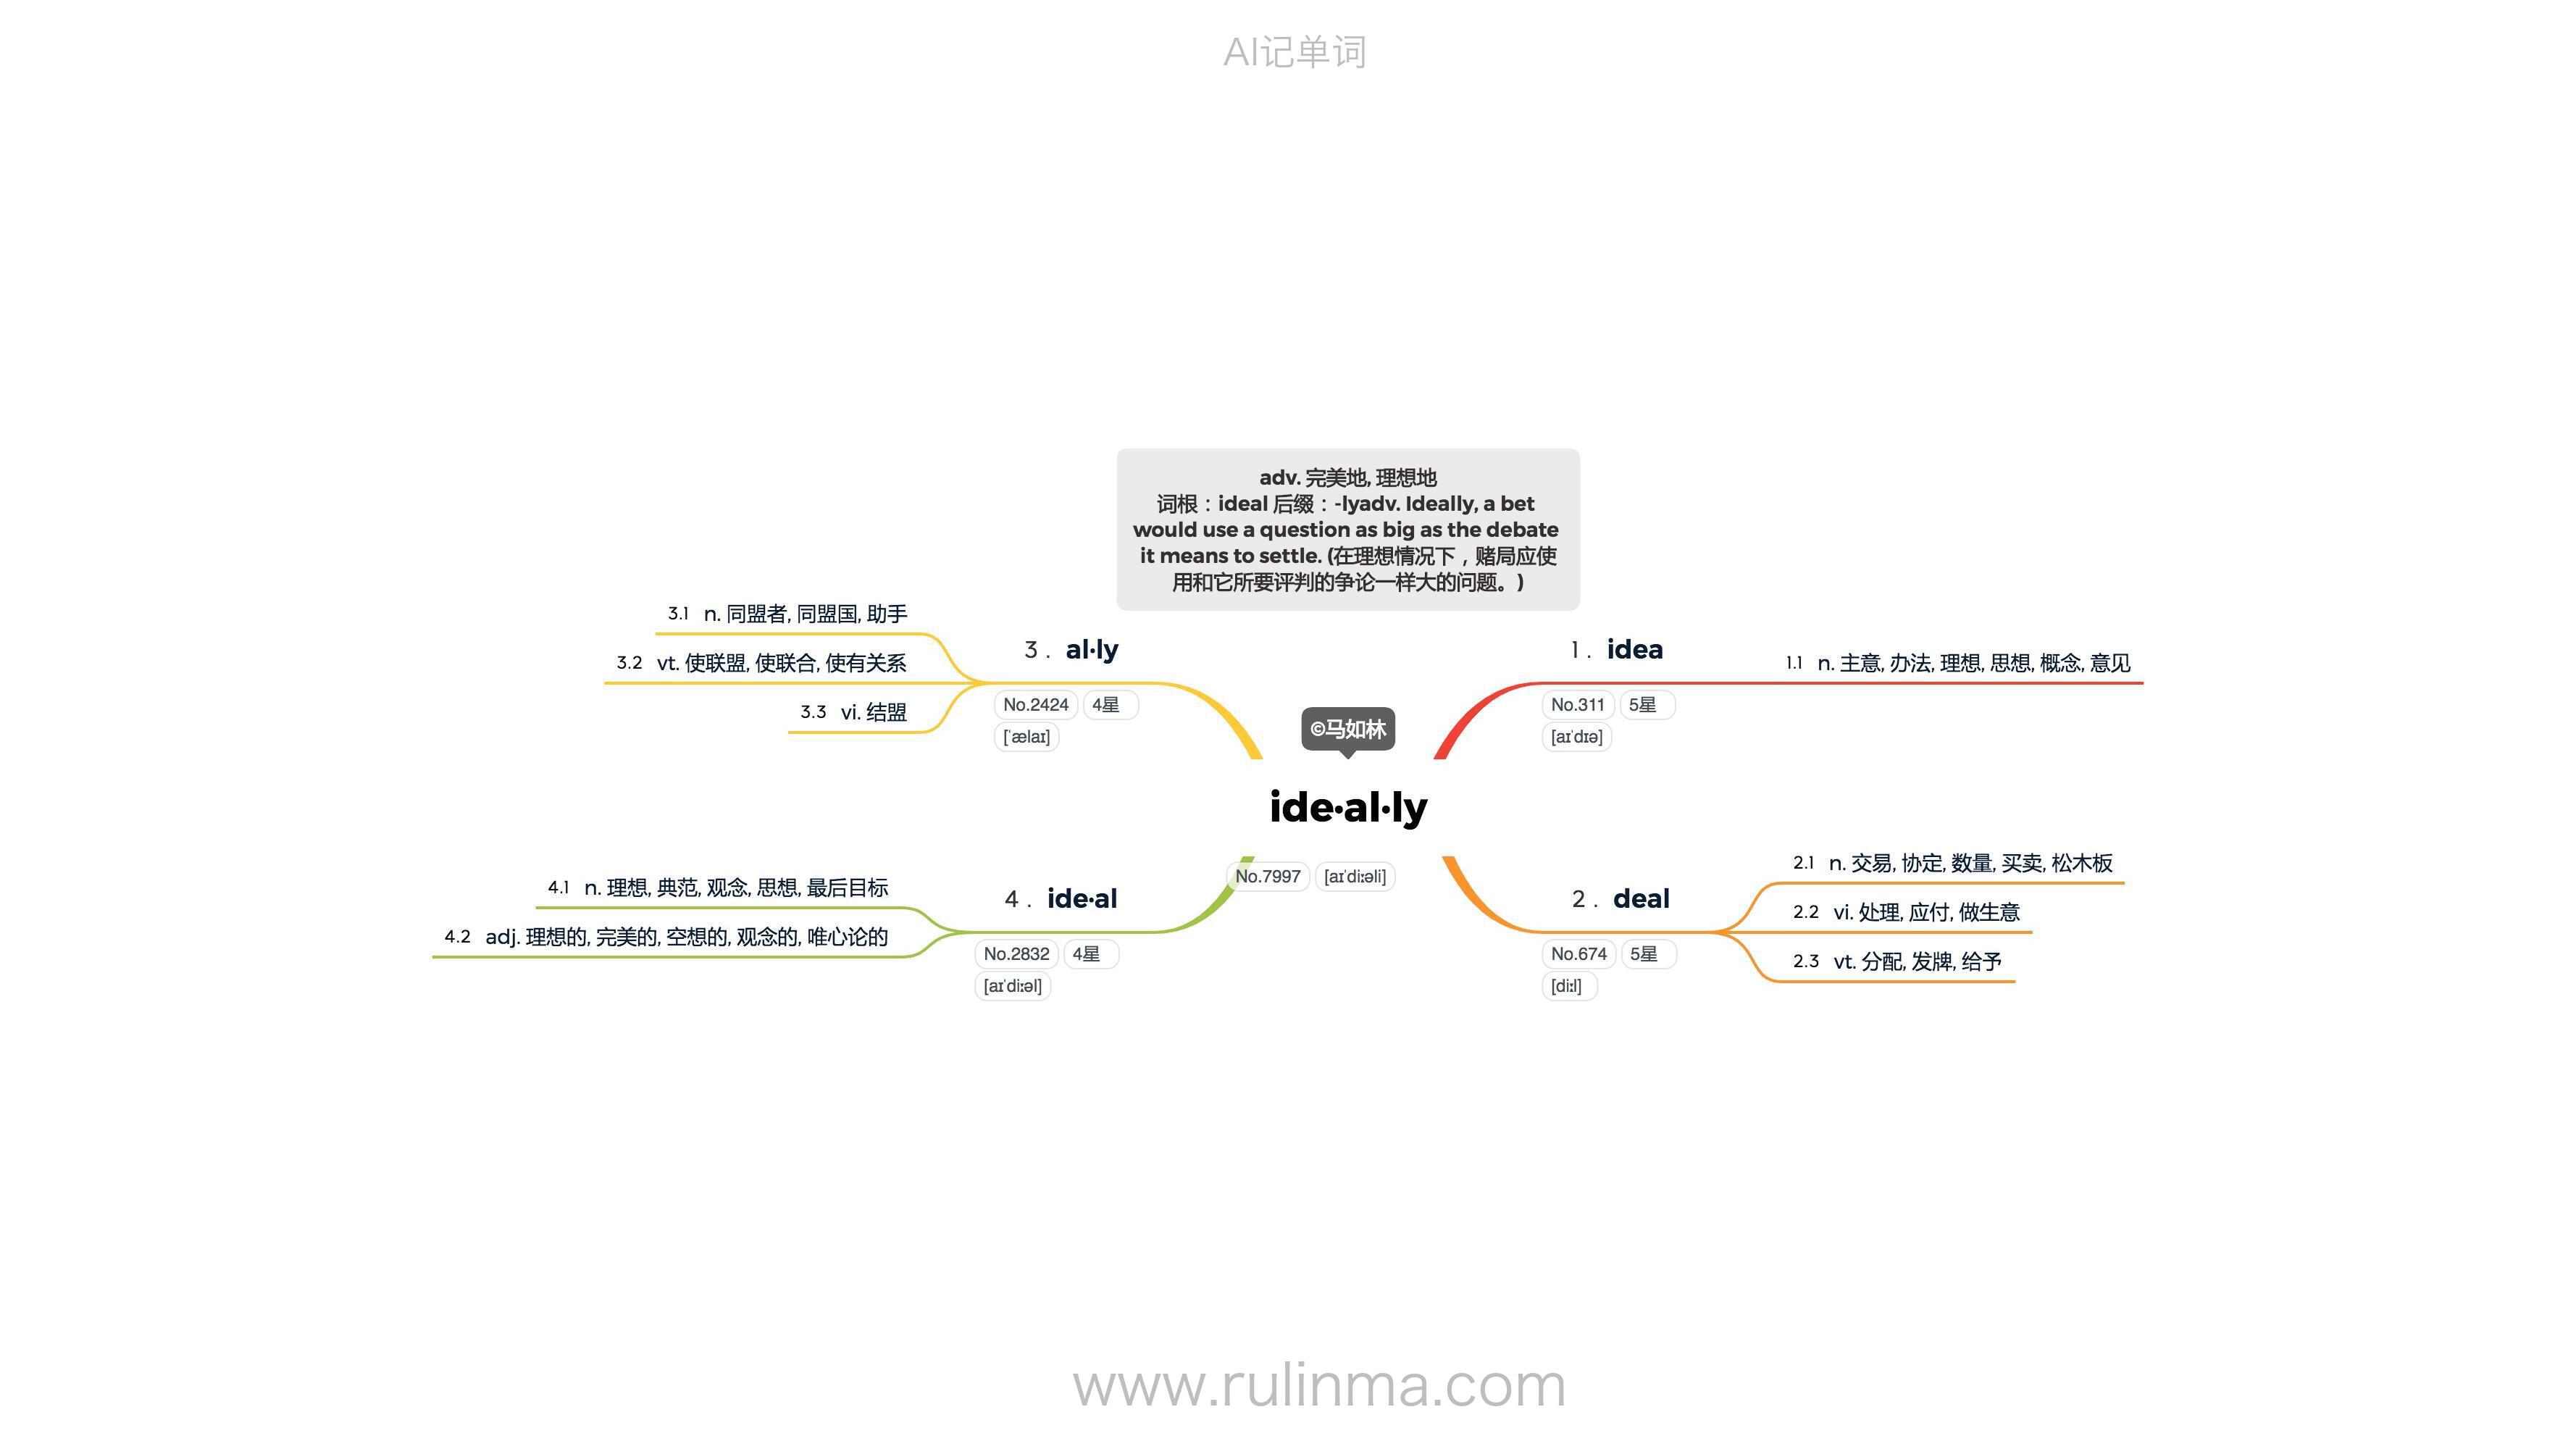 AI记单词
adv. 完美地, 理想地
词根：ideal 后缀：-lyadv. Ideally, a bet
would use a question as big as the debate
it means to settle. (在理想情况下，赌局应使
用和它所要评判的争论一样大的问题。)
©马如林
ide·al·ly
No.7997 [aɪˈdiːəli]
1. idea
No.311 5星
[aɪˈdɪə]
1.1 n. 主意, 办法, 理想, 思想, 概念, 意见
2. deal
No.674 5星
[diːl]
2.1 n. 交易, 协定, 数量, 买卖, 松木板
2.2 vi. 处理, 应付, 做生意
2.3 vt. 分配, 发牌, 给予
3. al·ly
No.2424 4星
[ˈælaɪ]
3.1 n. 同盟者, 同盟国, 助手
3.2 vt. 使联盟, 使联合, 使有关系
3.3 vi. 结盟
4. ide·al
No.2832 4星
[aɪˈdiːəl]
4.1 n. 理想, 典范, 观念, 思想, 最后目标
4.2 adj. 理想的, 完美的, 空想的, 观念的, 唯心论的
www.rulinma.com